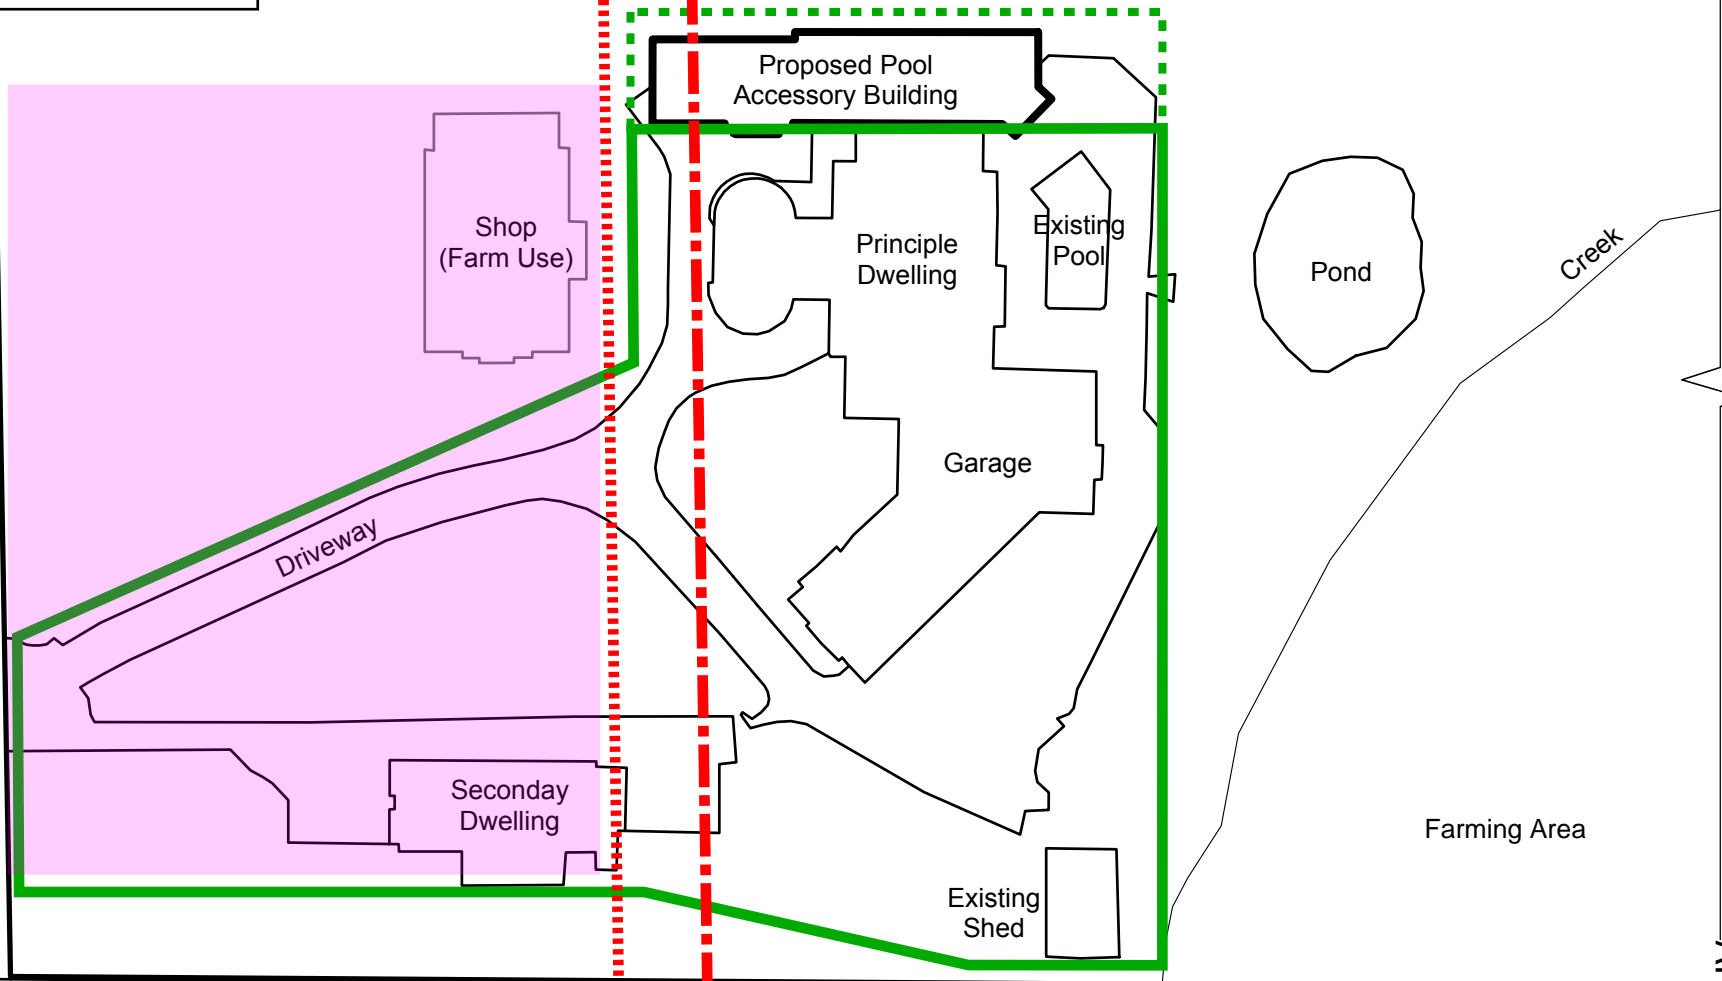 Proposed Pool
Accessory Building
Shop
(Farm Use)
Principle
Dwelling
Existing
Pool
Pond
Creek
Garage
Driveway
Seconday
Dwelling
Farming Area
Existing
Shed